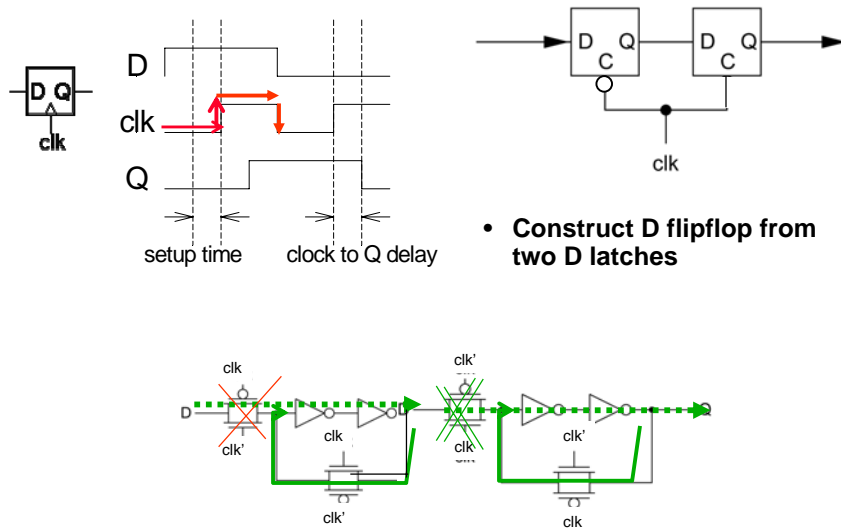 D Q
clk
D
clk
Q
setup time
clock to Q delay
D Q
C
D Q
C
clk
• Construct D flipflop from
two D latches
clk
D
clk'
clk
clk'
D
clk'
clk
clk
clk'
clk
Q